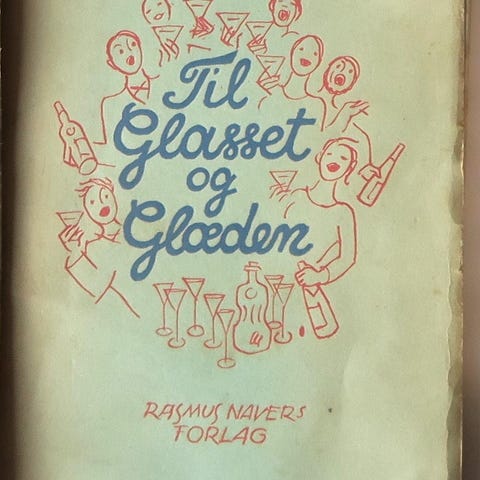 Til
Glasset
og
Glæden
RASMUS NAVERS
FORLAG